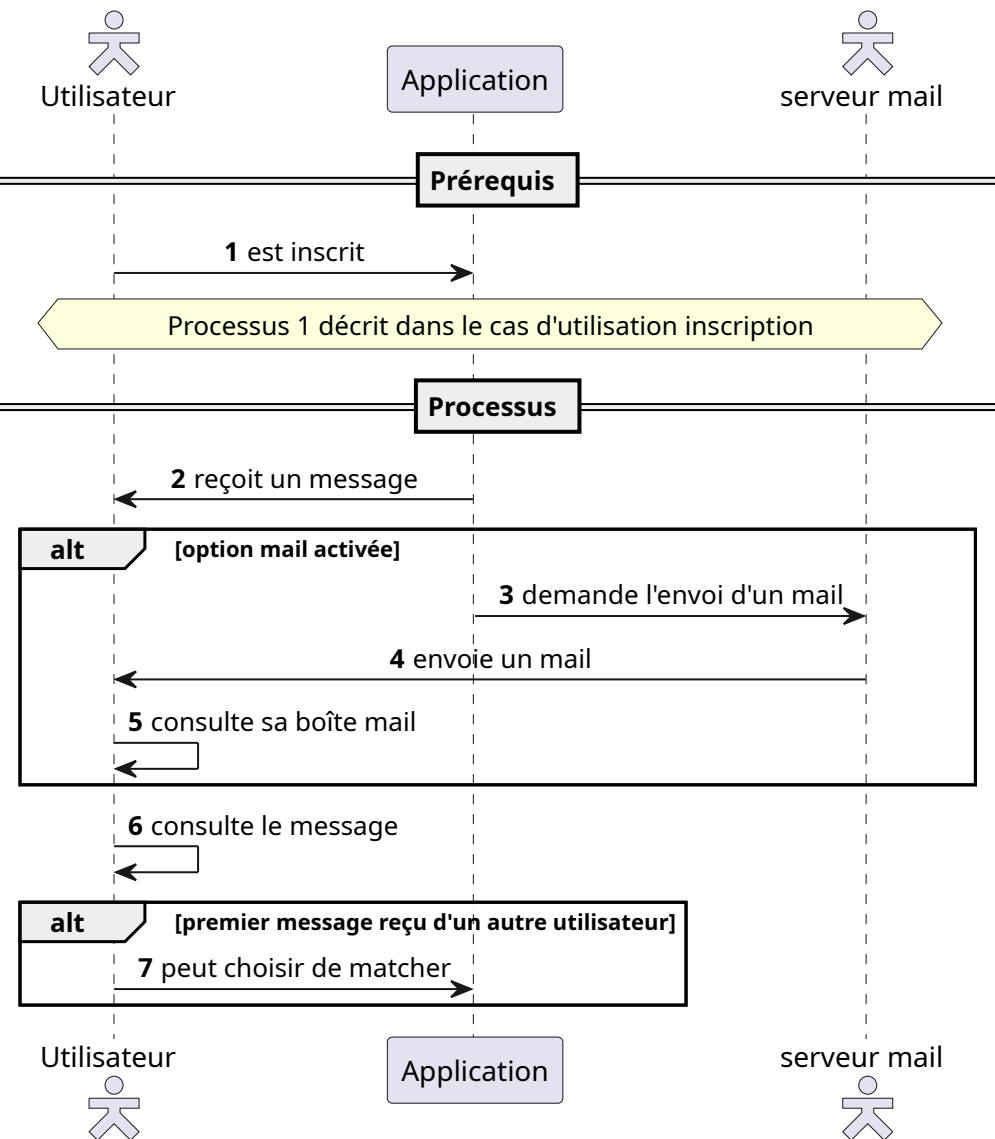 Utilisateur
Application
serveur mail
Prérequis
1 est inscrit
Processus 1 décrit dans le cas d'utilisation inscription
Processus
2 reçoit un message
alt
[option mail activée]
3 demande l'envoi d'un mail
4 envoie un mail
5 consulte sa boîte mail
6 consulte le message
alt
[premier message reçu d'un autre utilisateur]
7 peut choisir de matcher
Utilisateur
Application
serveur mail